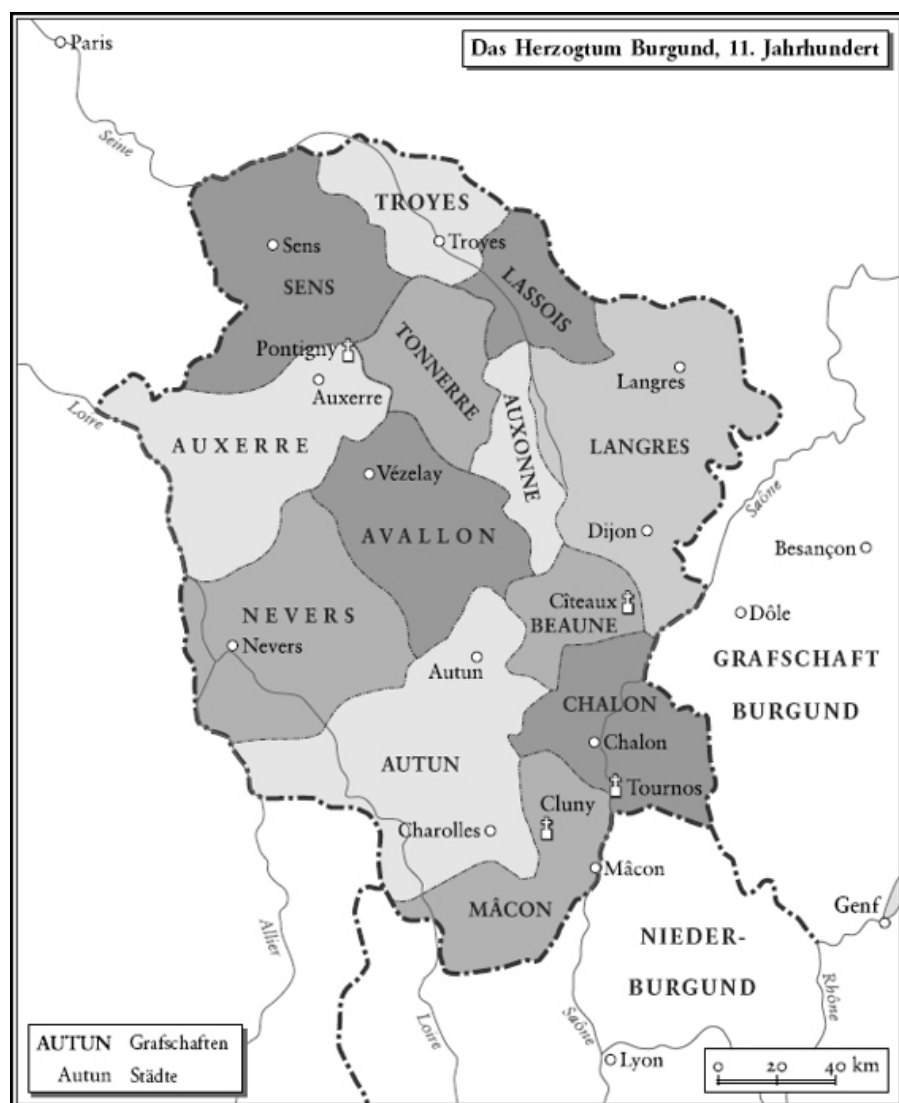 Das Herzogtum Burgund, 11. Jahrhundert
Paris
Seine
TROYES
Troyes
Sens
SENS
LASSOIS
Pontigny
TONNERRE
Langres
Auxerre
Loire
AUXERRE
AUXONNE
LANGRES
Vézelay
Saône
AVALLON
Dijon
Besançon
Cîteaux
BEAUNE
Dôle
NEVERS
Nevers
Autun
GRAFSCHAFT
BURGUND
CHALON
Chalon
AUTUN
Tournos
Cluny
Charolles
Mâcon
MÂCON
Genf
NIEDER-
BURGUND
Allier
Loire
Saône
Rhône
Lyon
AUTUN Grafschaften
Autun Städte
0 20 40 km